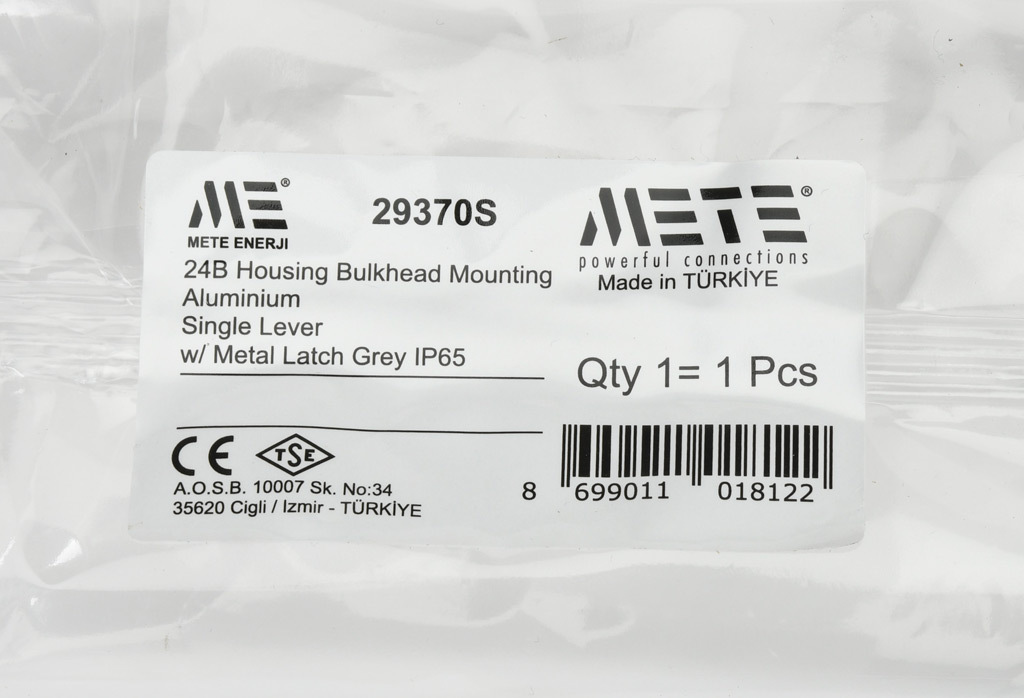 ME®
METE ENERJI
29370S
24B Housing Bulkhead Mounting
Aluminium
Single Lever
w/ Metal Latch Grey IP65
METE®
powerful connections
Made in TÜRKİYE
Qty 1= 1 Pcs
CE TSE
A.O.S.B. 10007 Sk. No:34
35620 Cigli / Izmir - TÜRKİYE
8 699011 018122